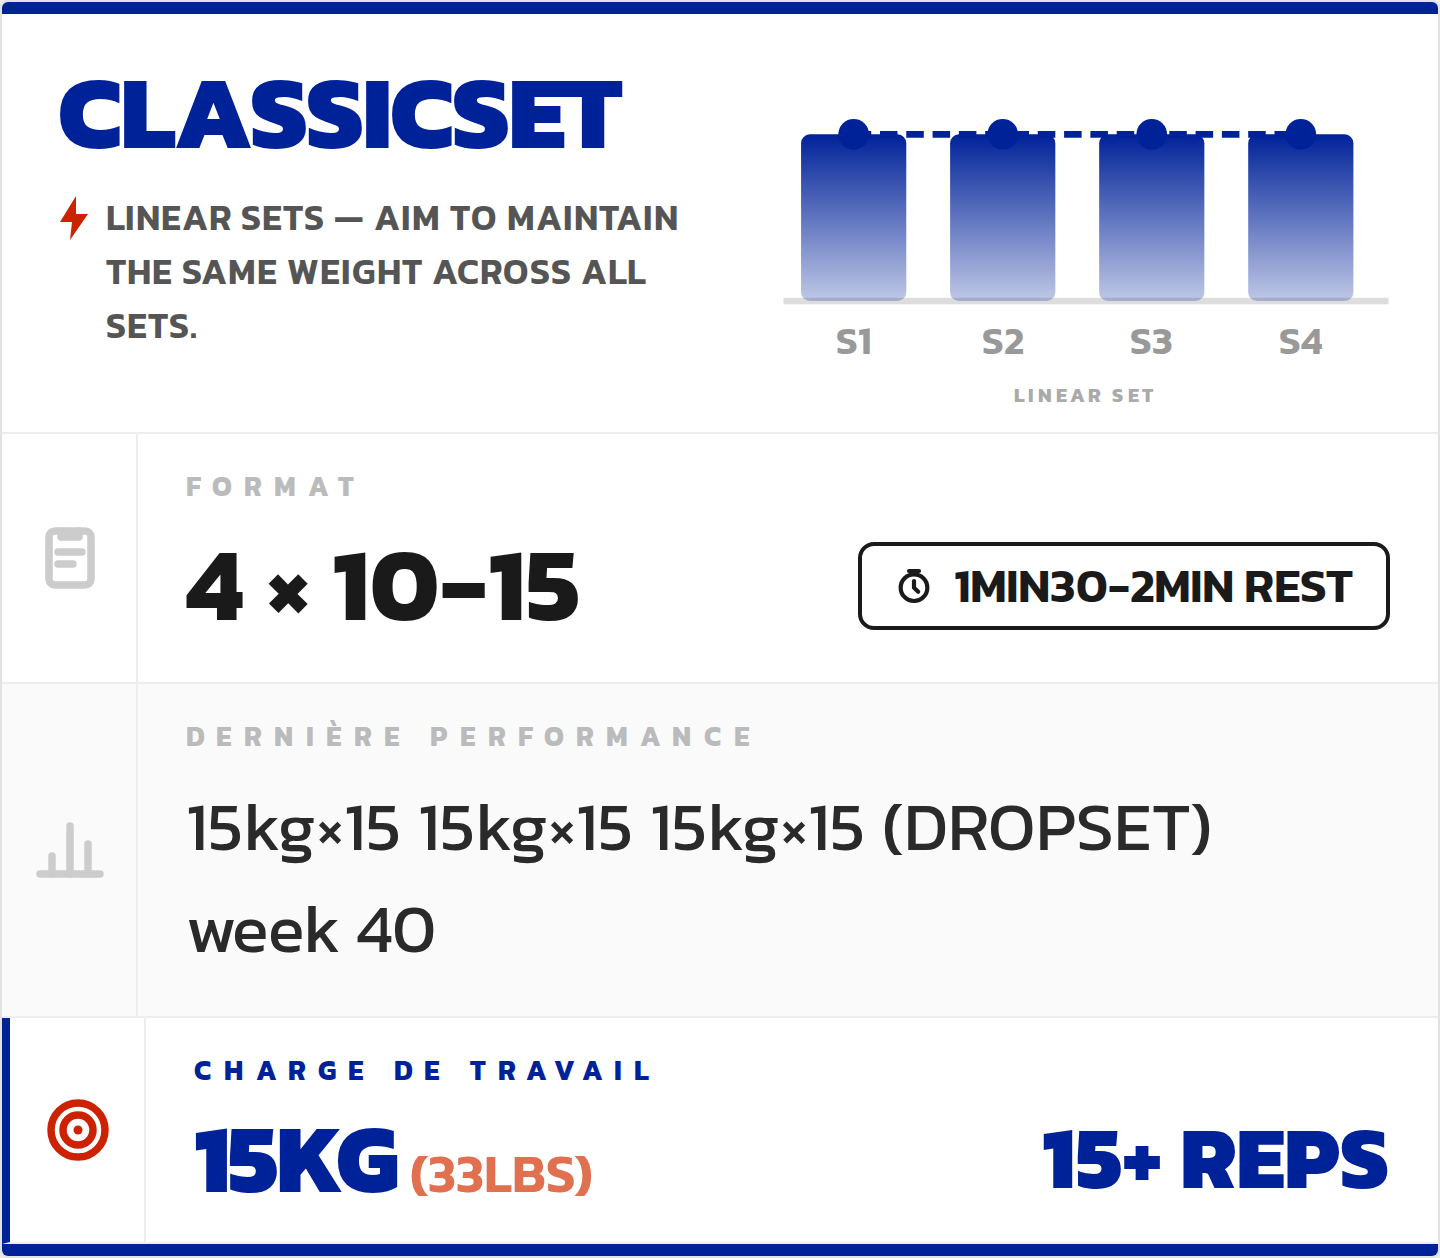 CLASSICSET
LINEAR SETS — AIM TO MAINTAIN
THE SAME WEIGHT ACROSS ALL
SETS.
S1 S2 S3 S4
LINEAR SET
FORMAT
4 × 10–15
1MIN30–2MIN REST
DERNIÈRE PERFORMANCE
15kg×15 15kg×15 15kg×15 (DROPSET)
week 40
CHARGE DE TRAVAIL
15KG (33LBS)
15+ REPS